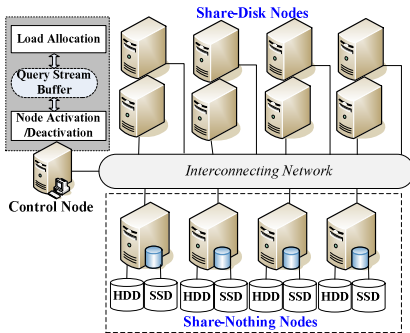 Share-Disk Nodes
Load Allocation
Query Stream
Buffer
Node Activation
/Deactivation
Control Node
Interconnecting Network
HDD SSD HDD SSD HDD SSD HDD SSD
Share-Nothing Nodes